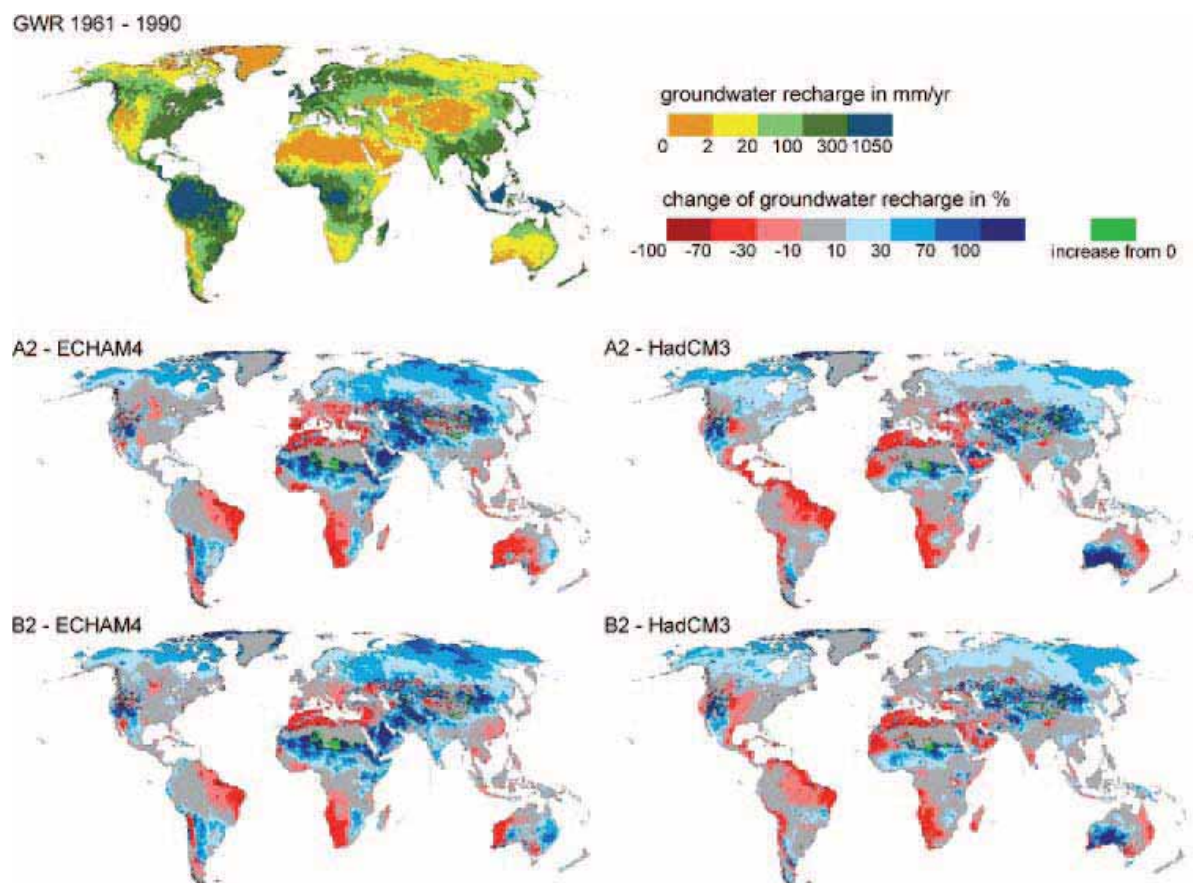 GWR 1961 - 1990
groundwater recharge in mm/yr
0 2 20 100 300 1050
change of groundwater recharge in %
-100 -70 -30 -10 10 30 70 100
increase from 0
A2 - ECHAM4
A2 - HadCM3
B2 - ECHAM4
B2 - HadCM3